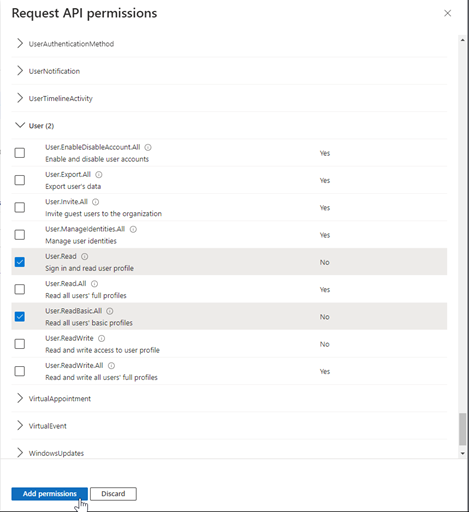 Request API permissions
UserAuthenticationMethod
UserNotification
UserTimelineActivity
User (2)
User.EnableDisableAccount.All
Enable and disable user accounts
Yes
User.Export.All
Export user's data
Yes
User.Invite.All
Invite guest users to the organization
Yes
User.ManageIdentities.All
Manage user identities
Yes
User.Read
Sign in and read user profile
No
User.Read.All
Read all users' full profiles
Yes
User.ReadBasic.All
Read all users' basic profiles
No
User.ReadWrite
Read and write access to user profile
No
User.ReadWrite.All
Read and write all users' full profiles
Yes
VirtualAppointment
VirtualEvent
WindowsUpdates
Add permissions
Discard